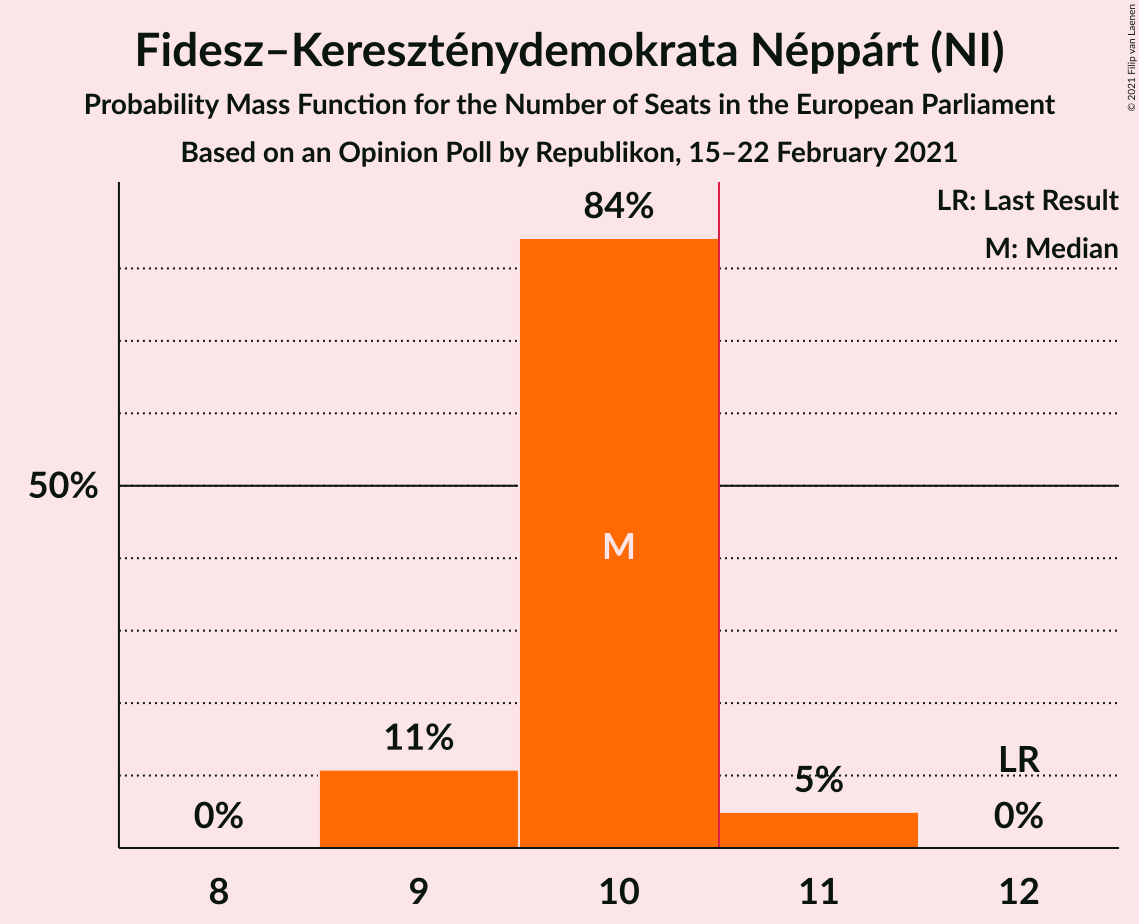 Fidesz–Kereszténydemokrata Néppárt (NI)
Probability Mass Function for the Number of Seats in the European Parliament
Based on an Opinion Poll by Republikon, 15–22 February 2021
© 2021 Filip van Laenen
LR: Last Result
M: Median
84%
50%
M
11%
5%
LR
0%
0%
8
9
10
11
12